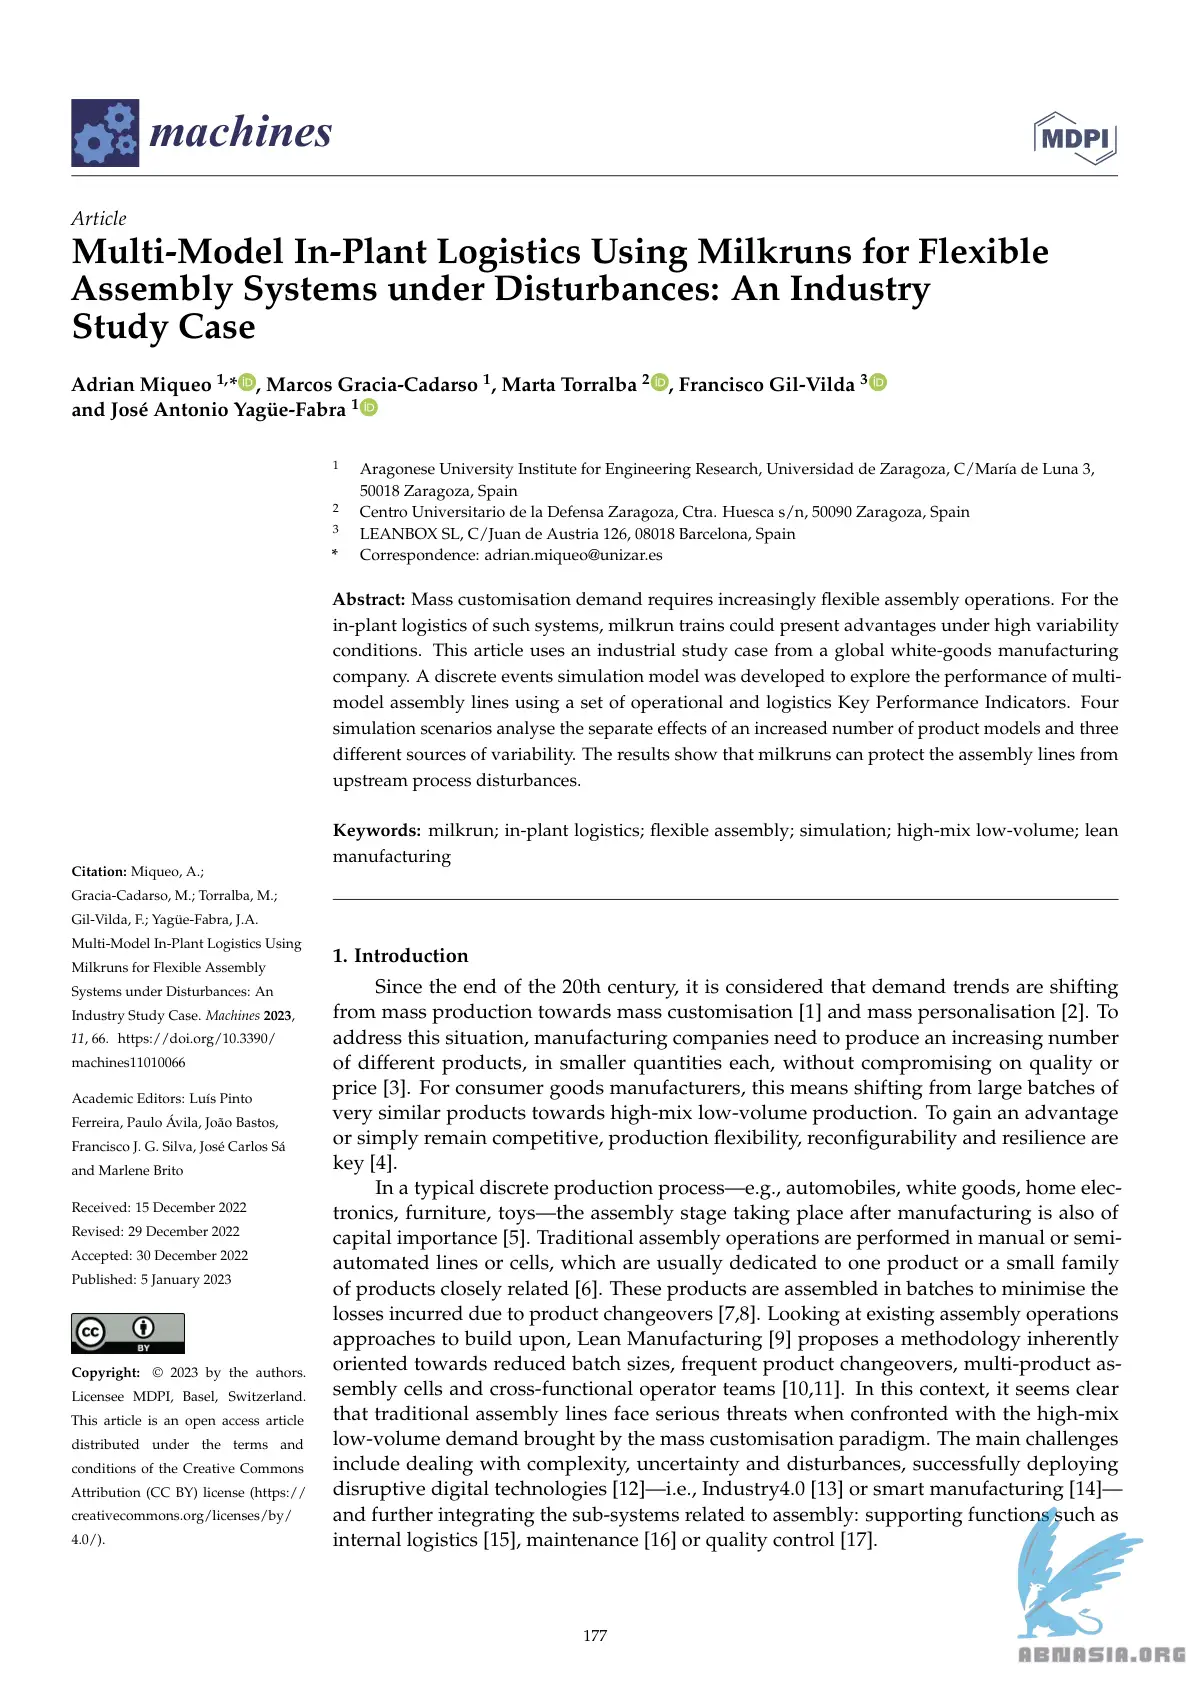 machines
MDPI
Article
Multi-Model In-Plant Logistics Using Milkruns for Flexible
Assembly Systems under Disturbances: An Industry
Study Case
Adrian Miqueo 1,* iD, Marcos Gracia-Cadarso 1, Marta Torralba 2 iD, Francisco Gil-Vilda 3 iD
and José Antonio Yagüe-Fabra 1 iD
1 Aragonese University Institute for Engineering Research, Universidad de Zaragoza, C/María de Luna 3,
50018 Zaragoza, Spain
2 Centro Universitario de la Defensa Zaragoza, Ctra. Huesca s/n, 50090 Zaragoza, Spain
3 LEANBOX SL, C/Juan de Austria 126, 08018 Barcelona, Spain
* Correspondence: adrian.miqueo@unizar.es
Abstract: Mass customisation demand requires increasingly flexible assembly operations. For the
in-plant logistics of such systems, milkrun trains could present advantages under high variability
conditions. This article uses an industrial study case from a global white-goods manufacturing
company. A discrete events simulation model was developed to explore the performance of multi-
model assembly lines using a set of operational and logistics Key Performance Indicators. Four
simulation scenarios analyse the separate effects of an increased number of product models and three
different sources of variability. The results show that milkruns can protect the assembly lines from
upstream process disturbances.
Keywords: milkrun; in-plant logistics; flexible assembly; simulation; high-mix low-volume; lean
manufacturing
Citation: Miqueo, A.;
Gracia-Cadarso, M.; Torralba, M.;
Gil-Vilda, F.; Yagüe-Fabra, J.A.
Multi-Model In-Plant Logistics Using
Milkruns for Flexible Assembly
Systems under Disturbances: An
Industry Study Case. Machines 2023,
11, 66. https://doi.org/10.3390/
machines11010066
Academic Editors: Luís Pinto
Ferreira, Paulo Ávila, João Bastos,
Francisco J. G. Silva, José Carlos Sá
and Marlene Brito
Received: 15 December 2022
Revised: 29 December 2022
Accepted: 30 December 2022
Published: 5 January 2023
cc BY
Copyright: © 2023 by the authors.
Licensee MDPI, Basel, Switzerland.
This article is an open access article
distributed under the terms and
conditions of the Creative Commons
Attribution (CC BY) license (https://
creativecommons.org/licenses/by/
4.0/).
1. Introduction
Since the end of the 20th century, it is considered that demand trends are shifting
from mass production towards mass customisation [1] and mass personalisation [2]. To
address this situation, manufacturing companies need to produce an increasing number
of different products, in smaller quantities each, without compromising on quality or
price [3]. For consumer goods manufacturers, this means shifting from large batches of
very similar products towards high-mix low-volume production. To gain an advantage
or simply remain competitive, production flexibility, reconfigurability and resilience are
key [4].
In a typical discrete production process—e.g., automobiles, white goods, home elec-
tronics, furniture, toys—the assembly stage taking place after manufacturing is also of
capital importance [5]. Traditional assembly operations are performed in manual or semi-
automated lines or cells, which are usually dedicated to one product or a small family
of products closely related [6]. These products are assembled in batches to minimise the
losses incurred due to product changeovers [7,8]. Looking at existing assembly operations
approaches to build upon, Lean Manufacturing [9] proposes a methodology inherently
oriented towards reduced batch sizes, frequent product changeovers, multi-product as-
sembly cells and cross-functional operator teams [10,11]. In this context, it seems clear
that traditional assembly lines face serious threats when confronted with the high-mix
low-volume demand brought by the mass customisation paradigm. The main challenges
include dealing with complexity, uncertainty and disturbances, successfully deploying
disruptive digital technologies [12]—i.e., Industry4.0 [13] or smart manufacturing [14]—
and further integrating the sub-systems related to assembly: supporting functions such as
internal logistics [15], maintenance [16] or quality control [17].
177
ABNASIA.ORG